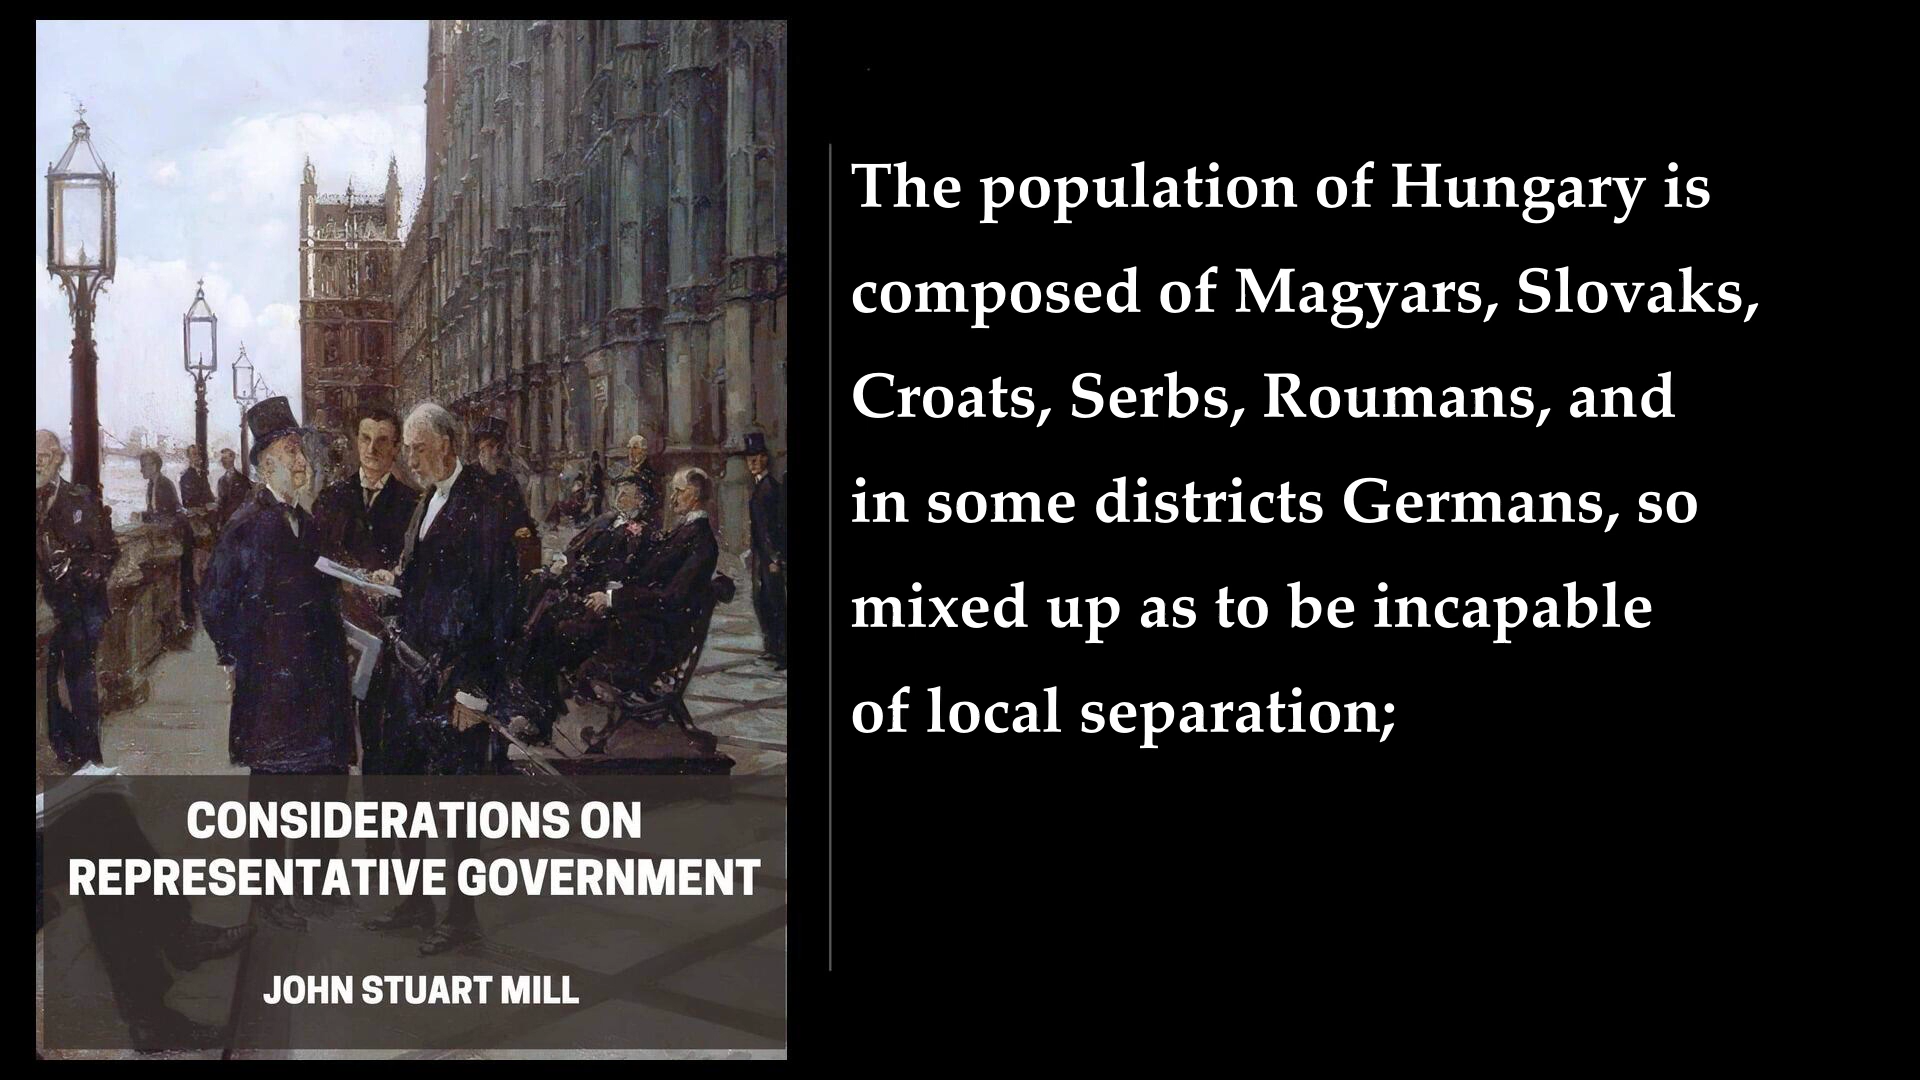 The population of Hungary is
composed of Magyars, Slovaks,
Croats, Serbs, Roumans, and
in some districts Germans, so
mixed up as to be incapable
of local separation;
CONSIDERATIONS ON
REPRESENTATIVE GOVERNMENT
JOHN STUART MILL